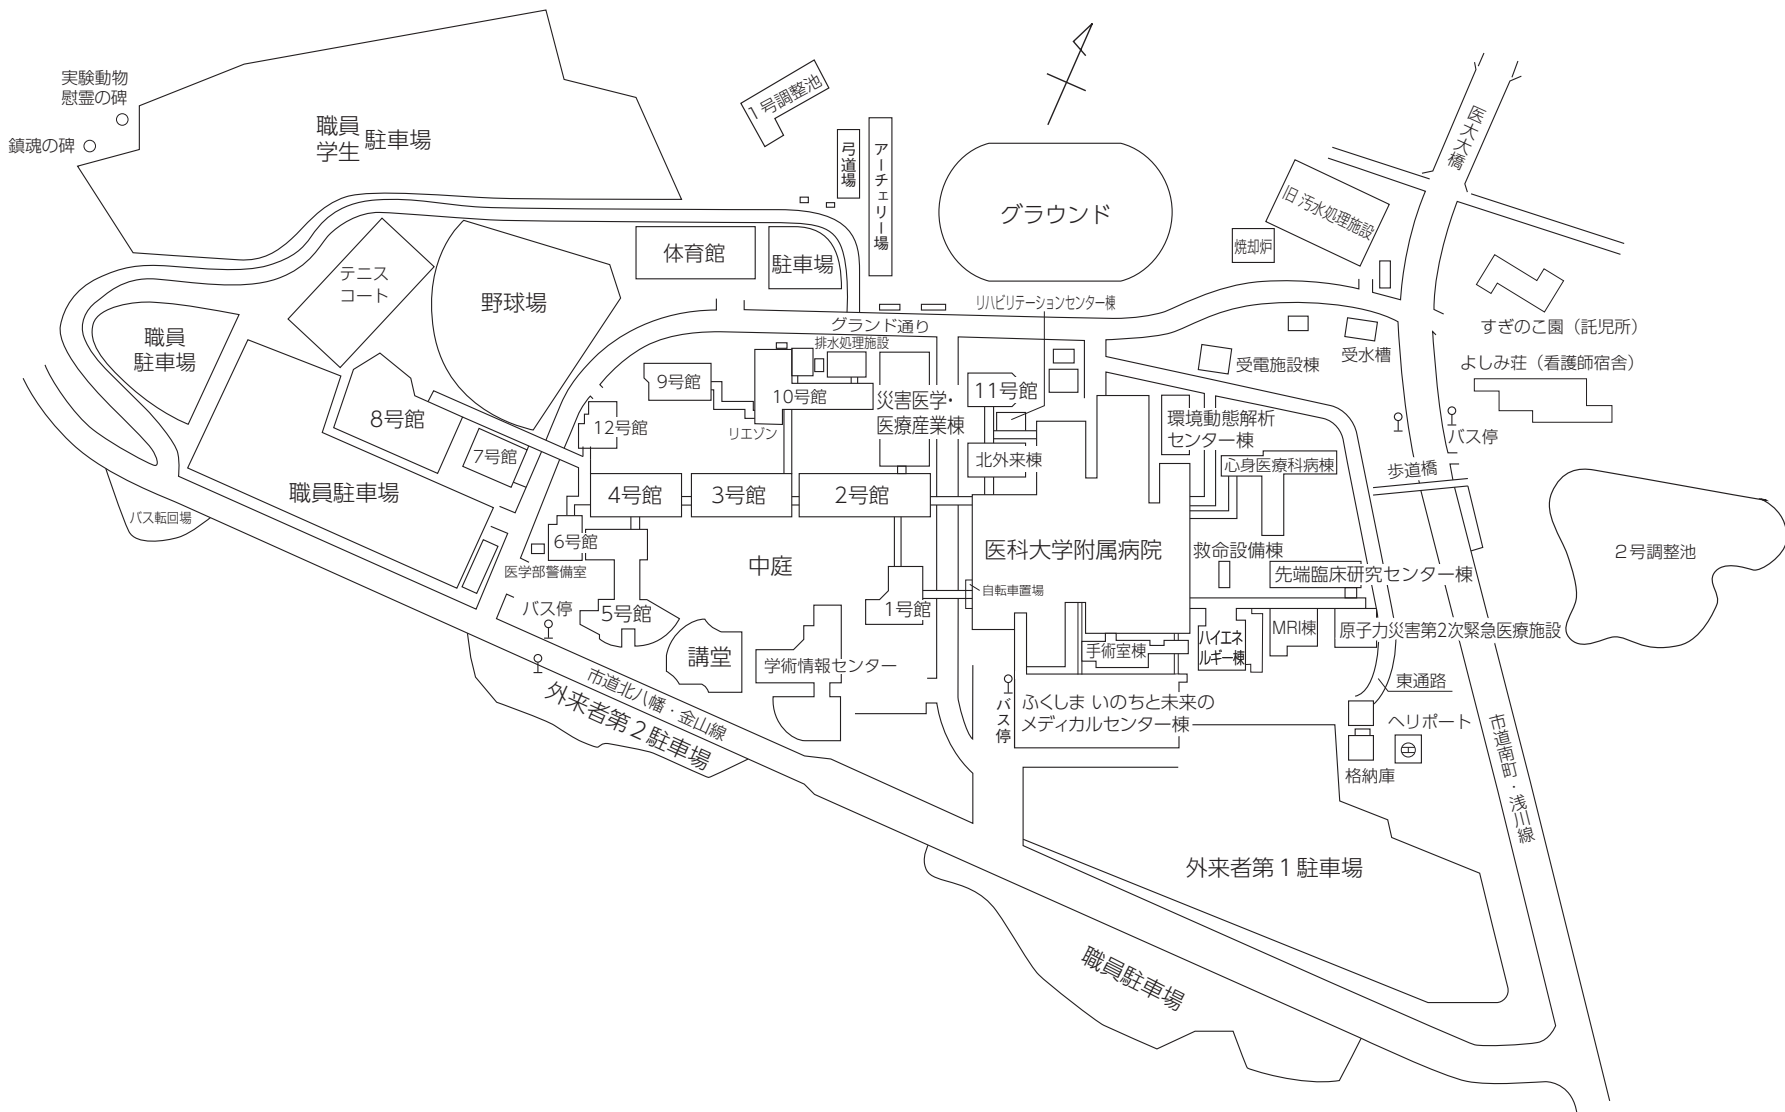 実験動物
慰霊の碑
鎮魂の碑
職員
学生
駐車場
1号調整池
弓道場
アーチェリー場
グラウンド
医大大橋
旧 汚水処理施設
焼却炉
体育館
駐車場
テニス
コート
野球場
リハビリテーションセンター棟
すぎのこ園（託児所）
職員
駐車場
グランド通り
排水処理施設
受電施設棟
受水槽
よしみ荘（看護師宿舎）
9号館
10号館
災害医学・
医療産業棟
11号館
8号館
12号館
リエゾン
環境動態解析
センター棟
バス停
7号館
北外来棟
心身医療科病棟
歩道橋
職員駐車場
4号館
3号館
2号館
バス転回場
6号館
医学部警備室
中庭
医科大学附属病院
救命設備棟
2号調整池
先端臨床研究センター棟
自転車置場
バス停
5号館
1号館
ハイエネ
ルギー棟
MRI棟
原子力災害第2次緊急医療施設
手術室棟
講堂
学術情報センター
東通路
市道北八幡・金山線
外来者第２駐車場
バス停
ふくしま いのちと未来の
メディカルセンター棟
ヘリポート
格納庫
市道南町・浅川線
外来者第１駐車場
職員駐車場